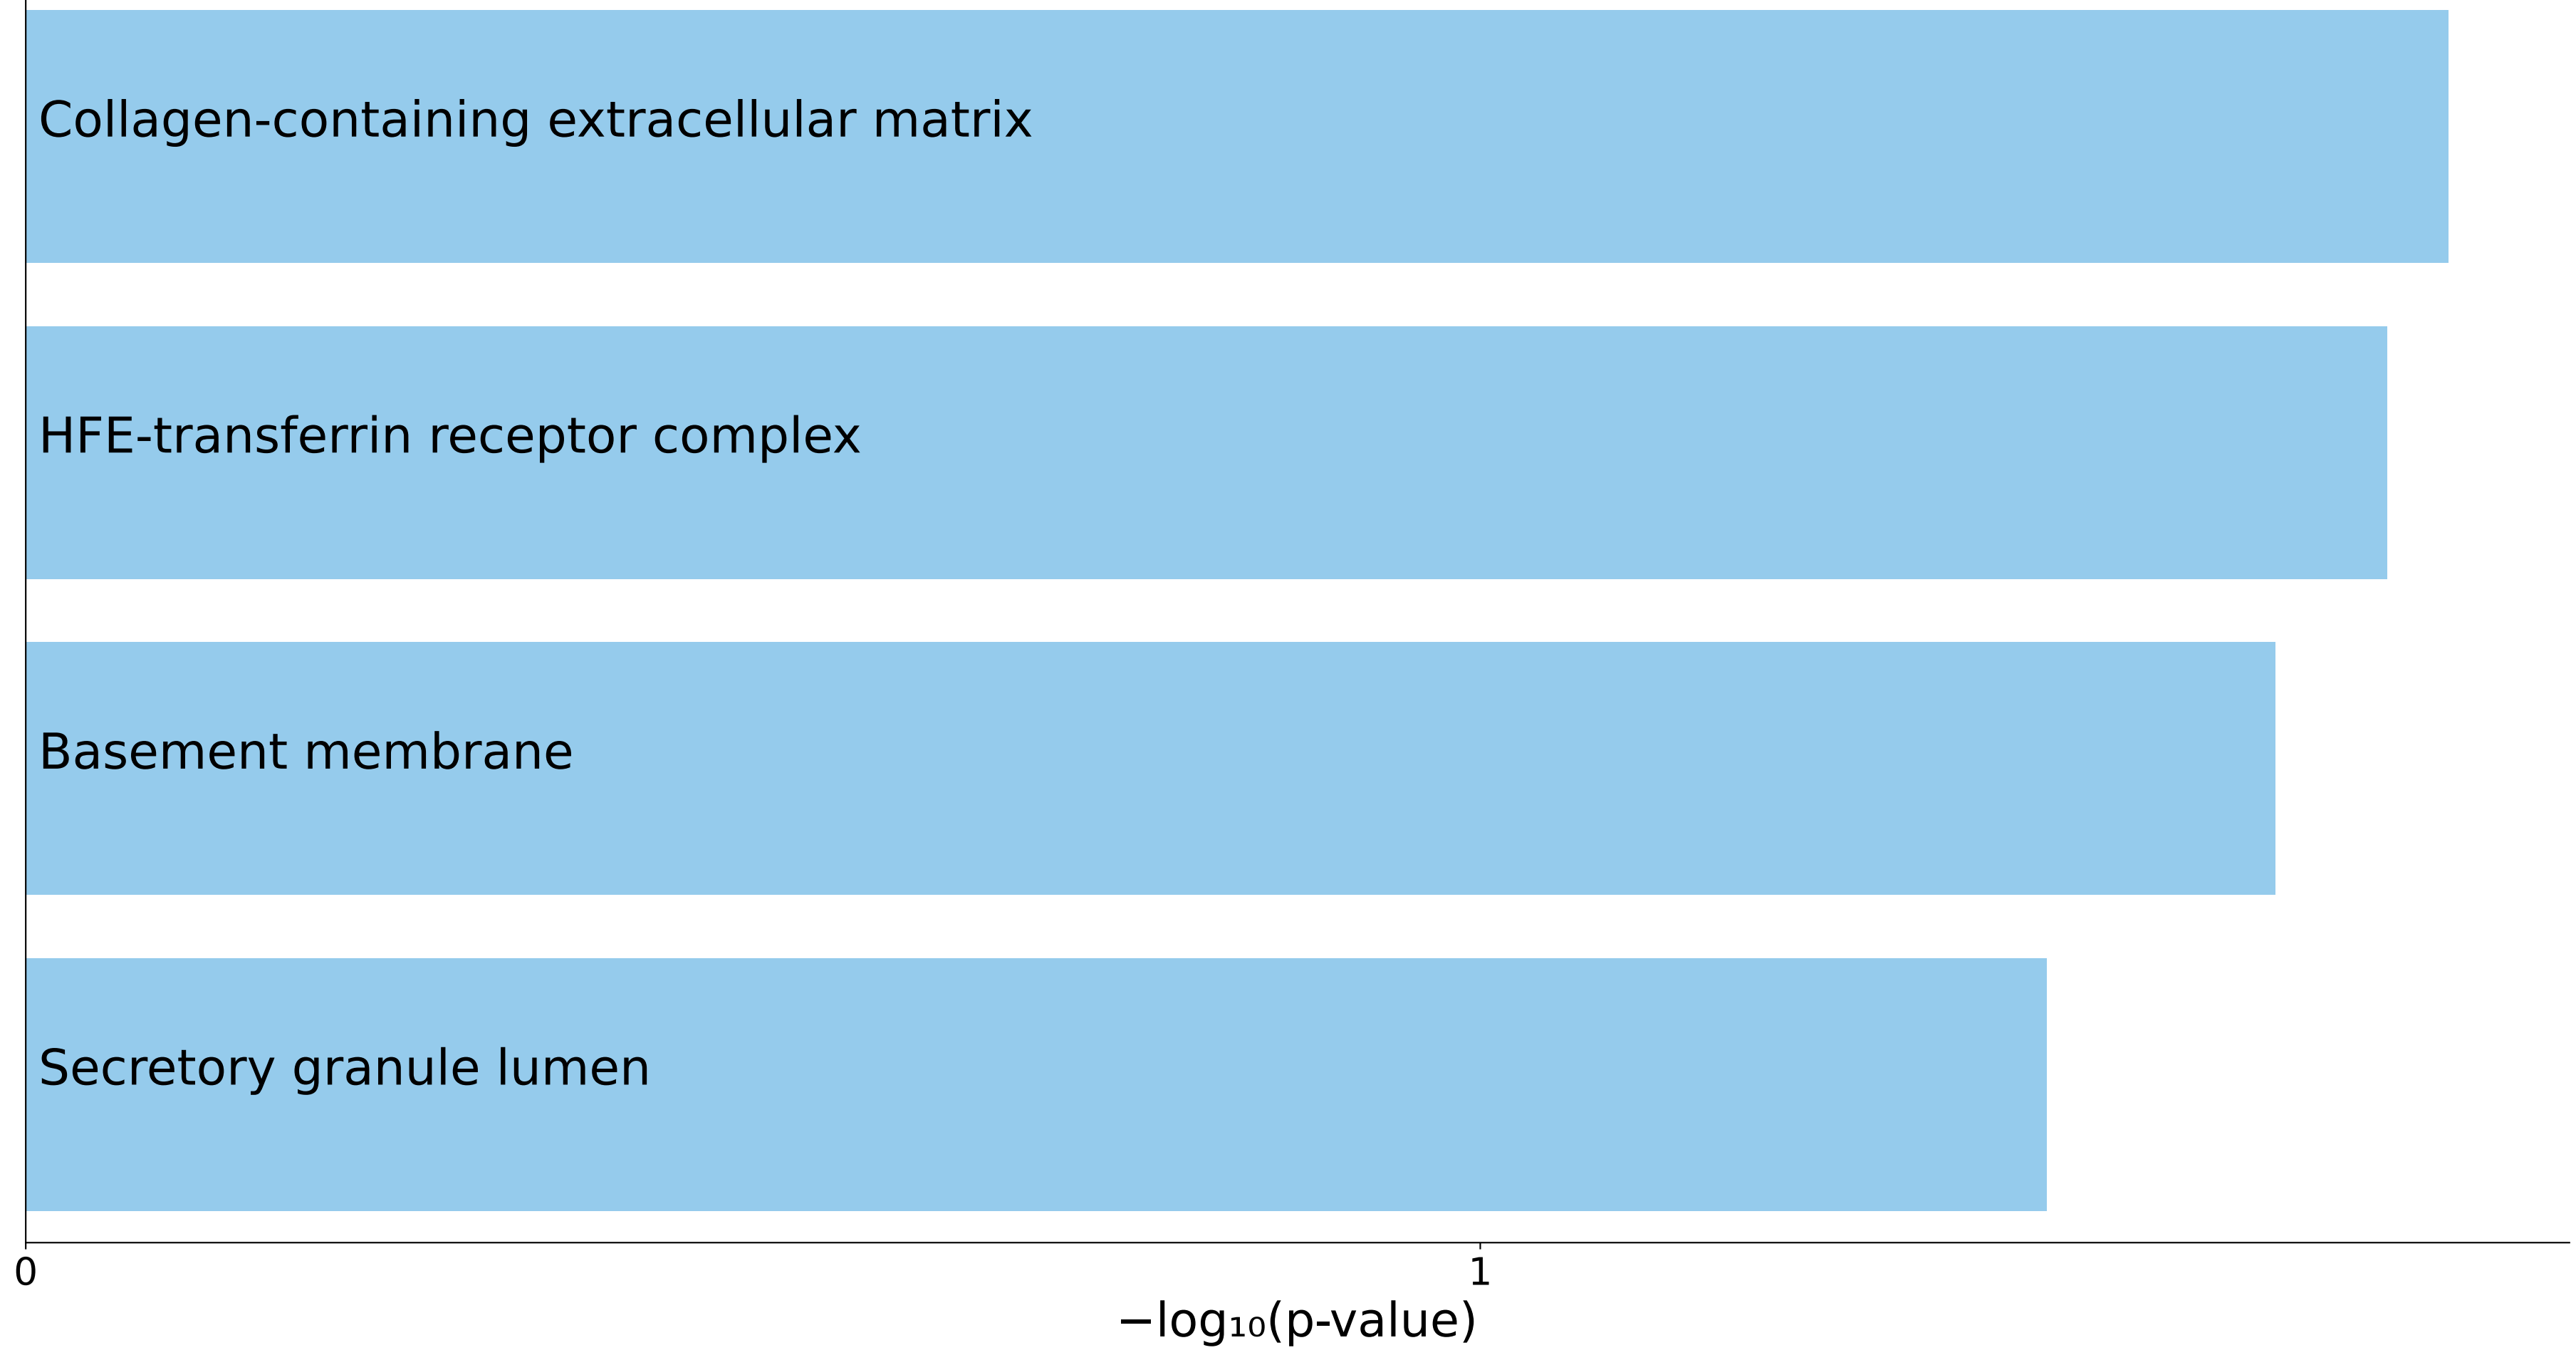 Collagen-containing extracellular matrix
HFE-transferrin receptor complex
Basement membrane
Secretory granule lumen
0 1
−log₁₀(p-value)